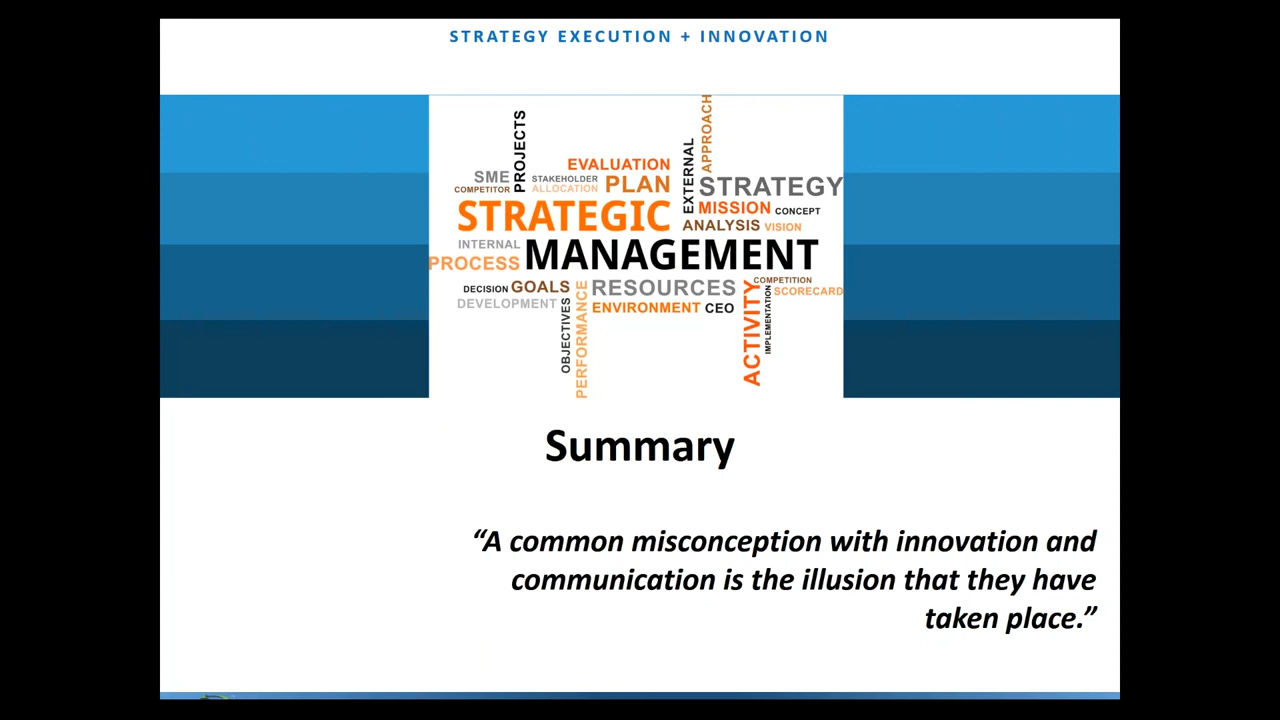 STRATEGY EXECUTION + INNOVATION
PROJECTS
APPROACH
EVALUATION
EXTERNAL
SME
STAKEHOLDER
PLAN
STRATEGY
COMPETITOR
ALLOCATION
MISSION
CONCEPT
STRATEGIC
ANALYSIS
VISION
INTERNAL
MANAGEMENT
PROCESS
DECISION
GOALS
RESOURCES
COMPETITION
SCORECARD
DEVELOPMENT
ENVIRONMENT
CEO
OBJECTIVES
PERFORMANCE
ACTIVITY
IMPLEMENTATION
Summary
“A common misconception with innovation and
communication is the illusion that they have
taken place.”